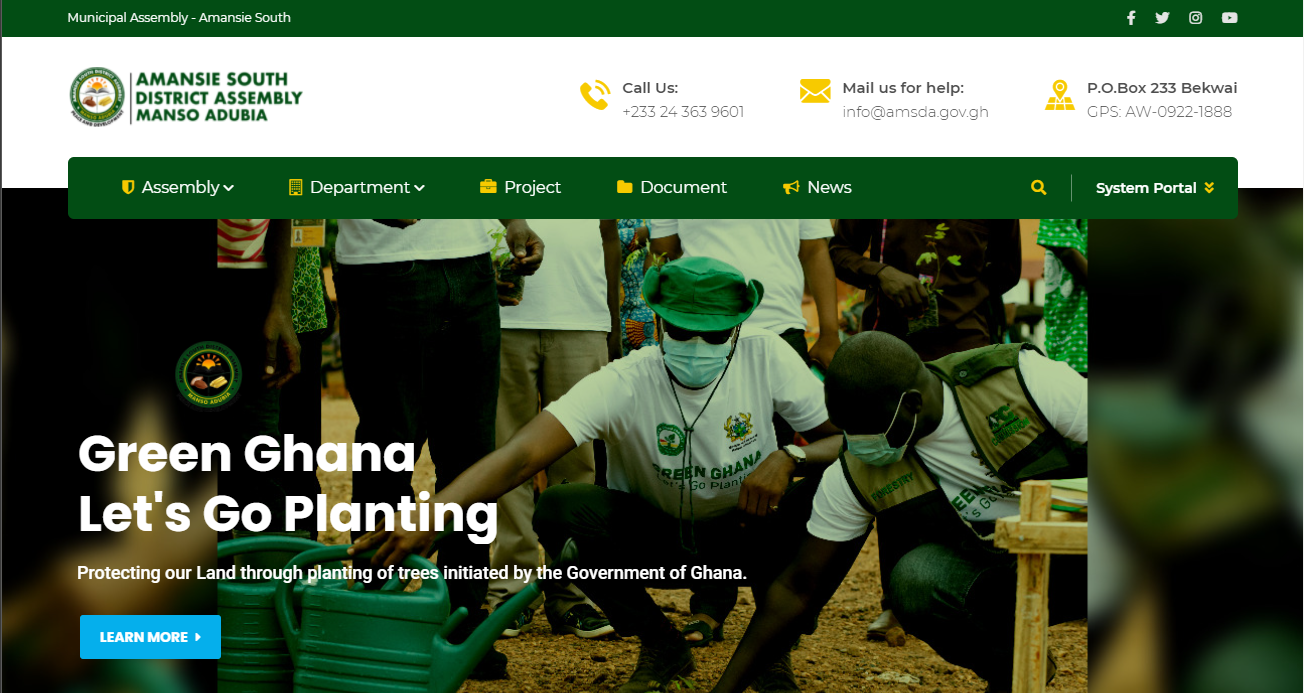 Municipal Assembly - Amansie South
AMANSIE SOUTH
DISTRICT ASSEMBLY
MANSO ADUBIA
Call Us:
+233 24 363 9601
Mail us for help:
info@amsda.gov.gh
P.O.Box 233 Bekwai
GPS: AW-0922-1888
Assembly
Department
Project
Document
News
System Portal
MANSO ADUBIA
Green Ghana
Let's Go Planting
Protecting our Land through planting of trees initiated by the Government of Ghana.
LEARN MORE
GREEN GHANA
Let's Go Planting
FORESTRY